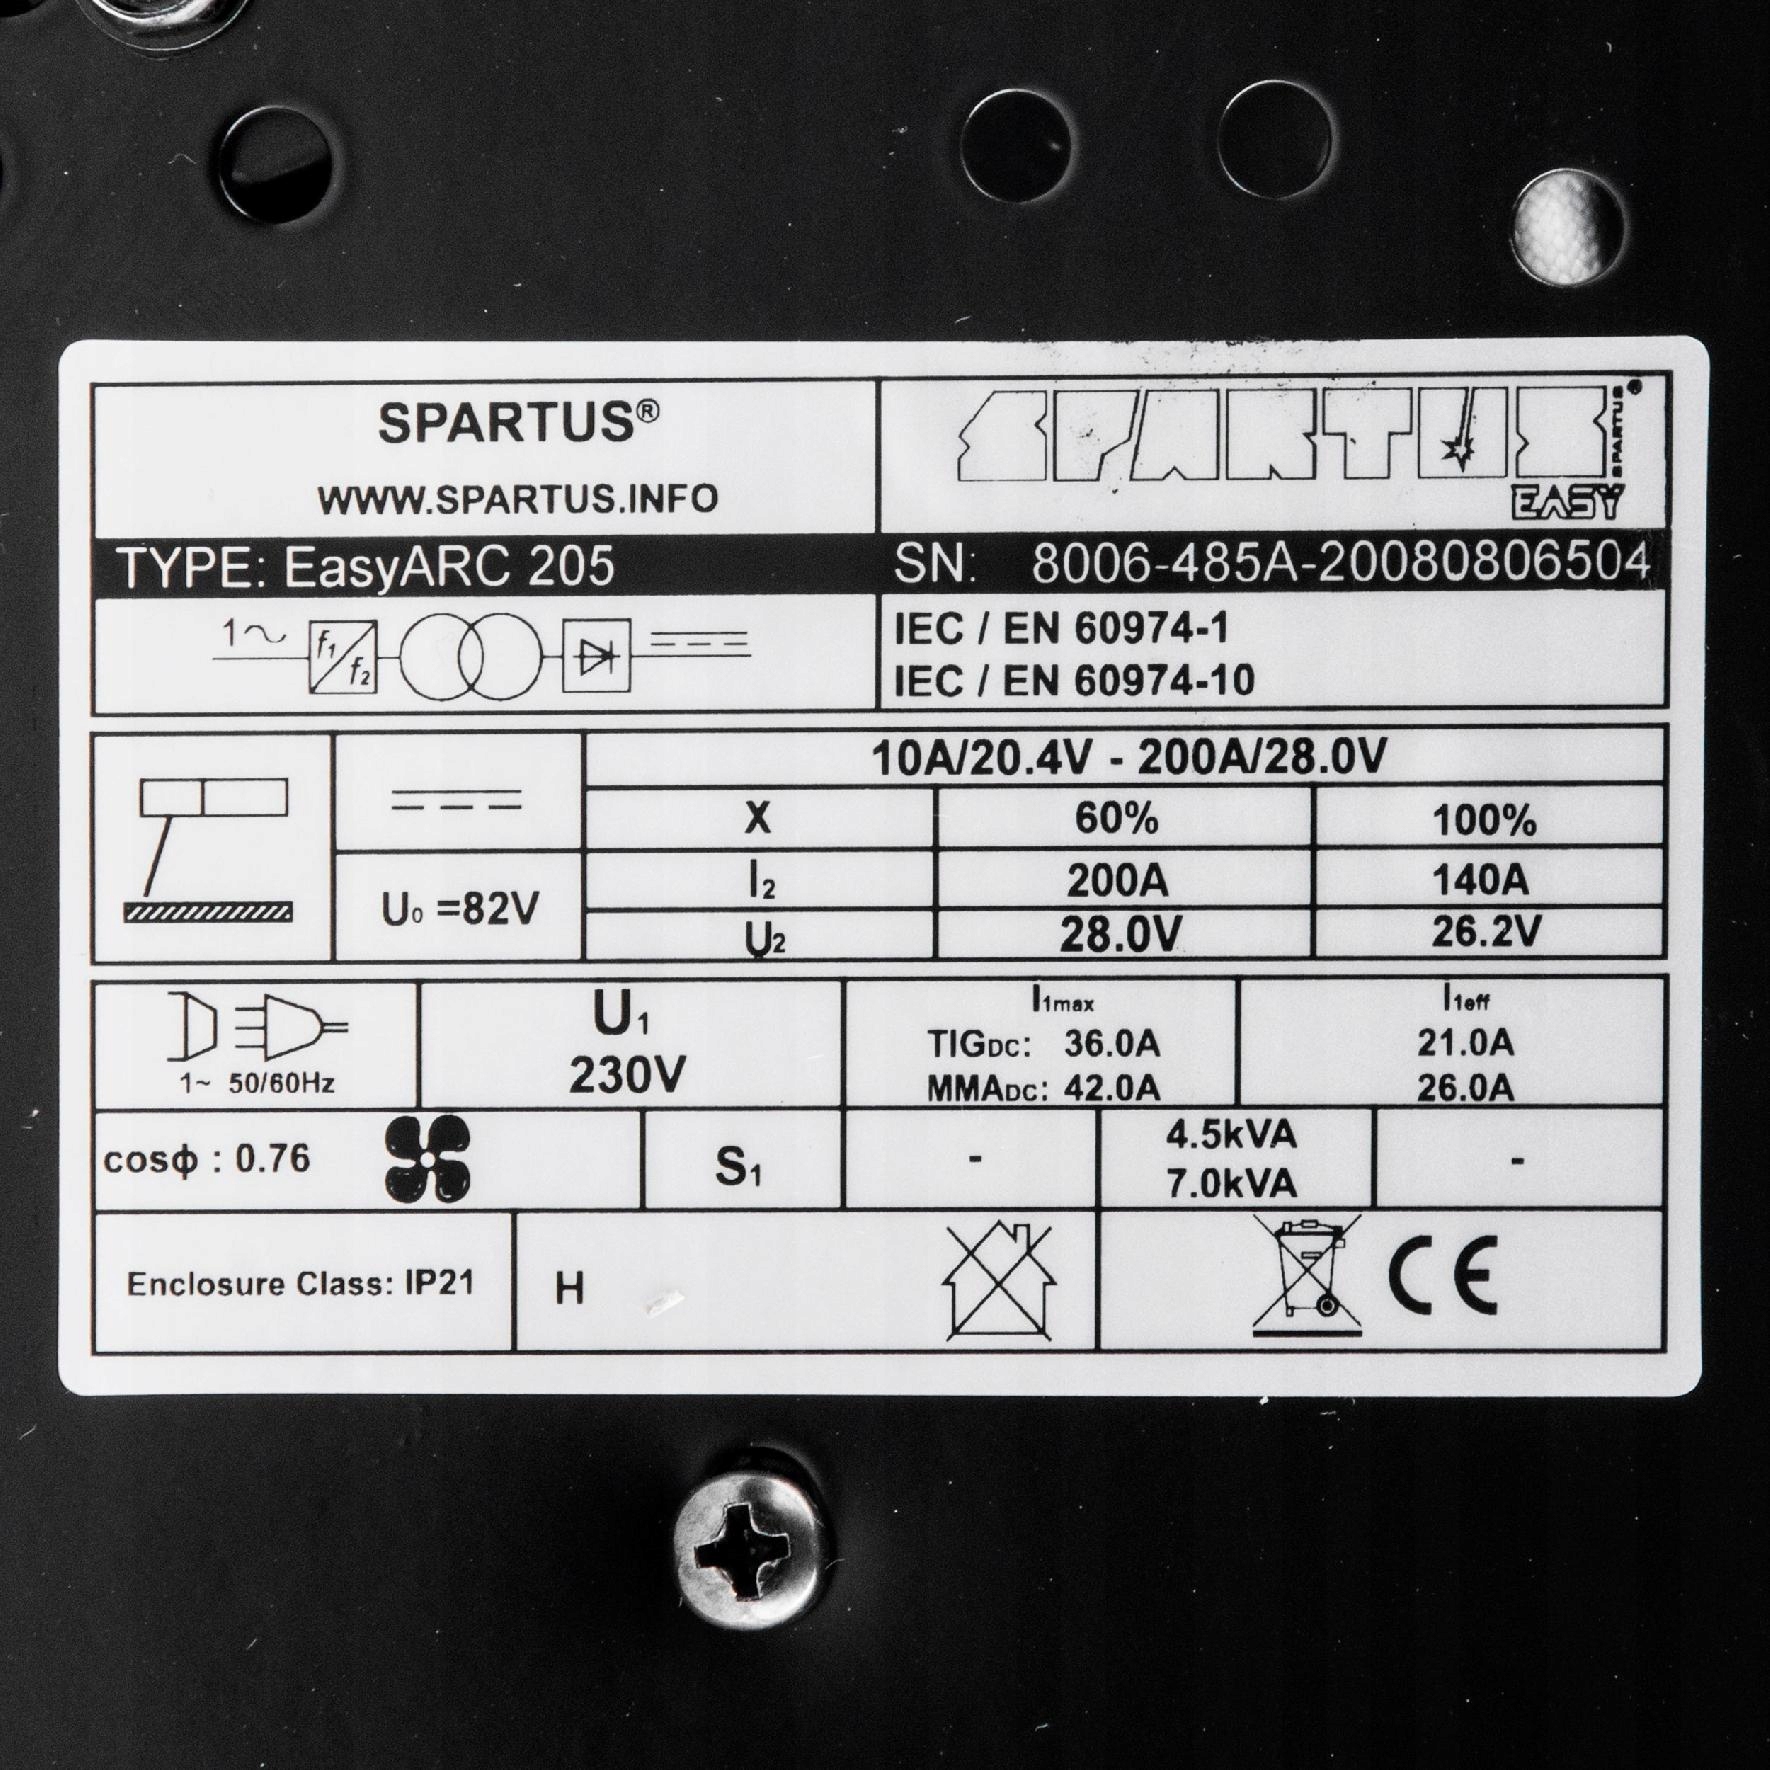 SPARTUS®
WWW.SPARTUS.INFO
SPARTUS®
SPARTUS
EASY
TYPE: EasyARC 205
SN: 8006-485A-20080806504
1~ f1/f2
IEC / EN 60974-1
IEC / EN 60974-10
10A/20.4V - 200A/28.0V
X 60% 100%
U0 =82V
I2 200A 140A
U2 28.0V 26.2V
1~ 50/60Hz
U1
230V
I1max
TIGDC: 36.0A
MMADC: 42.0A
I1eff
21.0A
26.0A
cosϕ : 0.76
S1
-
4.5kVA
7.0kVA
-
Enclosure Class: IP21
H
CE